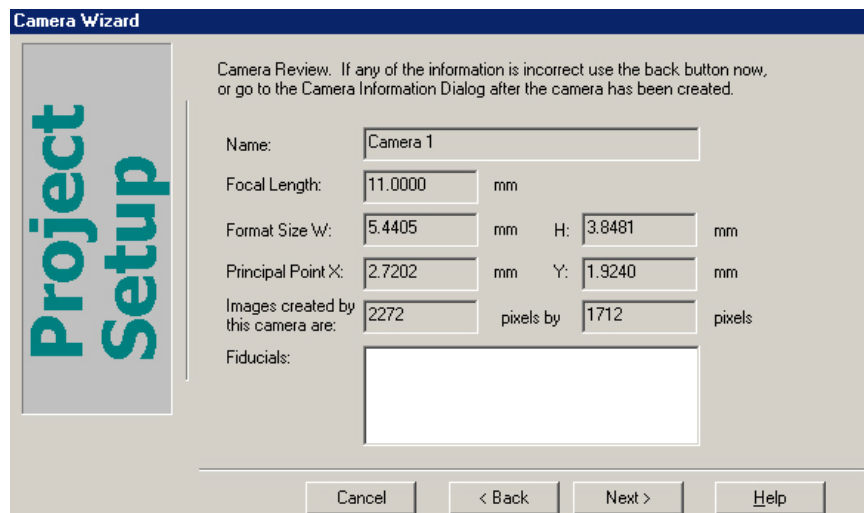 Camera Wizard
Project
Setup
Camera Review. If any of the information is incorrect use the back button now,
or go to the Camera Information Dialog after the camera has been created.
Name: Camera 1
Focal Length: 11.0000 mm
Format Size W: 5.4405 mm H: 3.8481 mm
Principal Point X: 2.7202 mm Y: 1.9240 mm
Images created by
this camera are: 2272 pixels by 1712 pixels
Fiducials:
Cancel < Back Next > Help